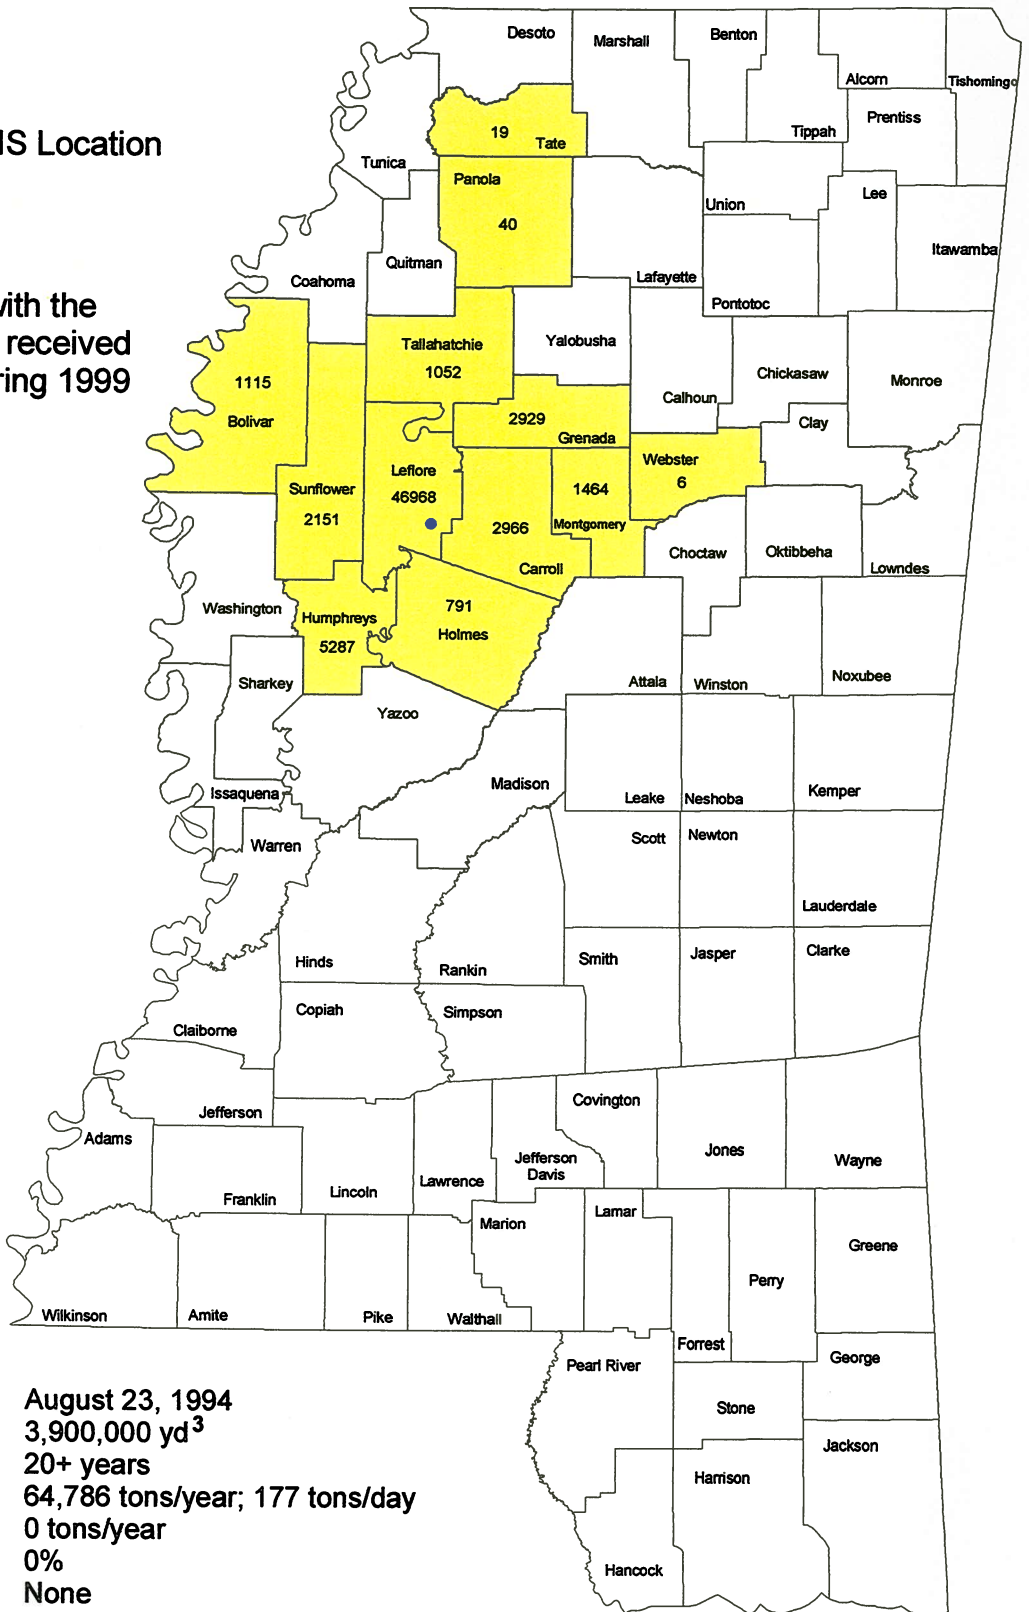 Desoto
Marshall
Benton
Alcorn
Tishomingo
Prentiss
Tippah
IS Location
19 Tate
Tunica
Panola
40
Union
Lee
Itawamba
Quitman
Coahoma
Lafayette
Pontotoc
with the
received
ring 1999
Tallahatchie
1052
Yalobusha
Chickasaw
Monroe
1115
Bolivar
Calhoun
Clay
2929
Grenada
Webster
6
Leflore
46968
Sunflower
2151
1464
Montgomery
2966
Carroll
Choctaw
Oktibbeha
Lowndes
Washington
Humphreys
5287
791
Holmes
Sharkey
Attala
Winston
Noxubee
Yazoo
Issaquena
Madison
Leake
Neshoba
Kemper
Warren
Scott
Newton
Lauderdale
Hinds
Rankin
Smith
Jasper
Clarke
Claiborne
Copiah
Simpson
Jefferson
Covington
Adams
Franklin
Lincoln
Lawrence
Jefferson
Davis
Jones
Wayne
Marion
Lamar
Greene
Perry
Wilkinson
Amite
Pike
Walthall
Forrest
George
Pearl River
Stone
Jackson
Harrison
Hancock
August 23, 1994
3,900,000 yd³
20+ years
64,786 tons/year; 177 tons/day
0 tons/year
0%
None